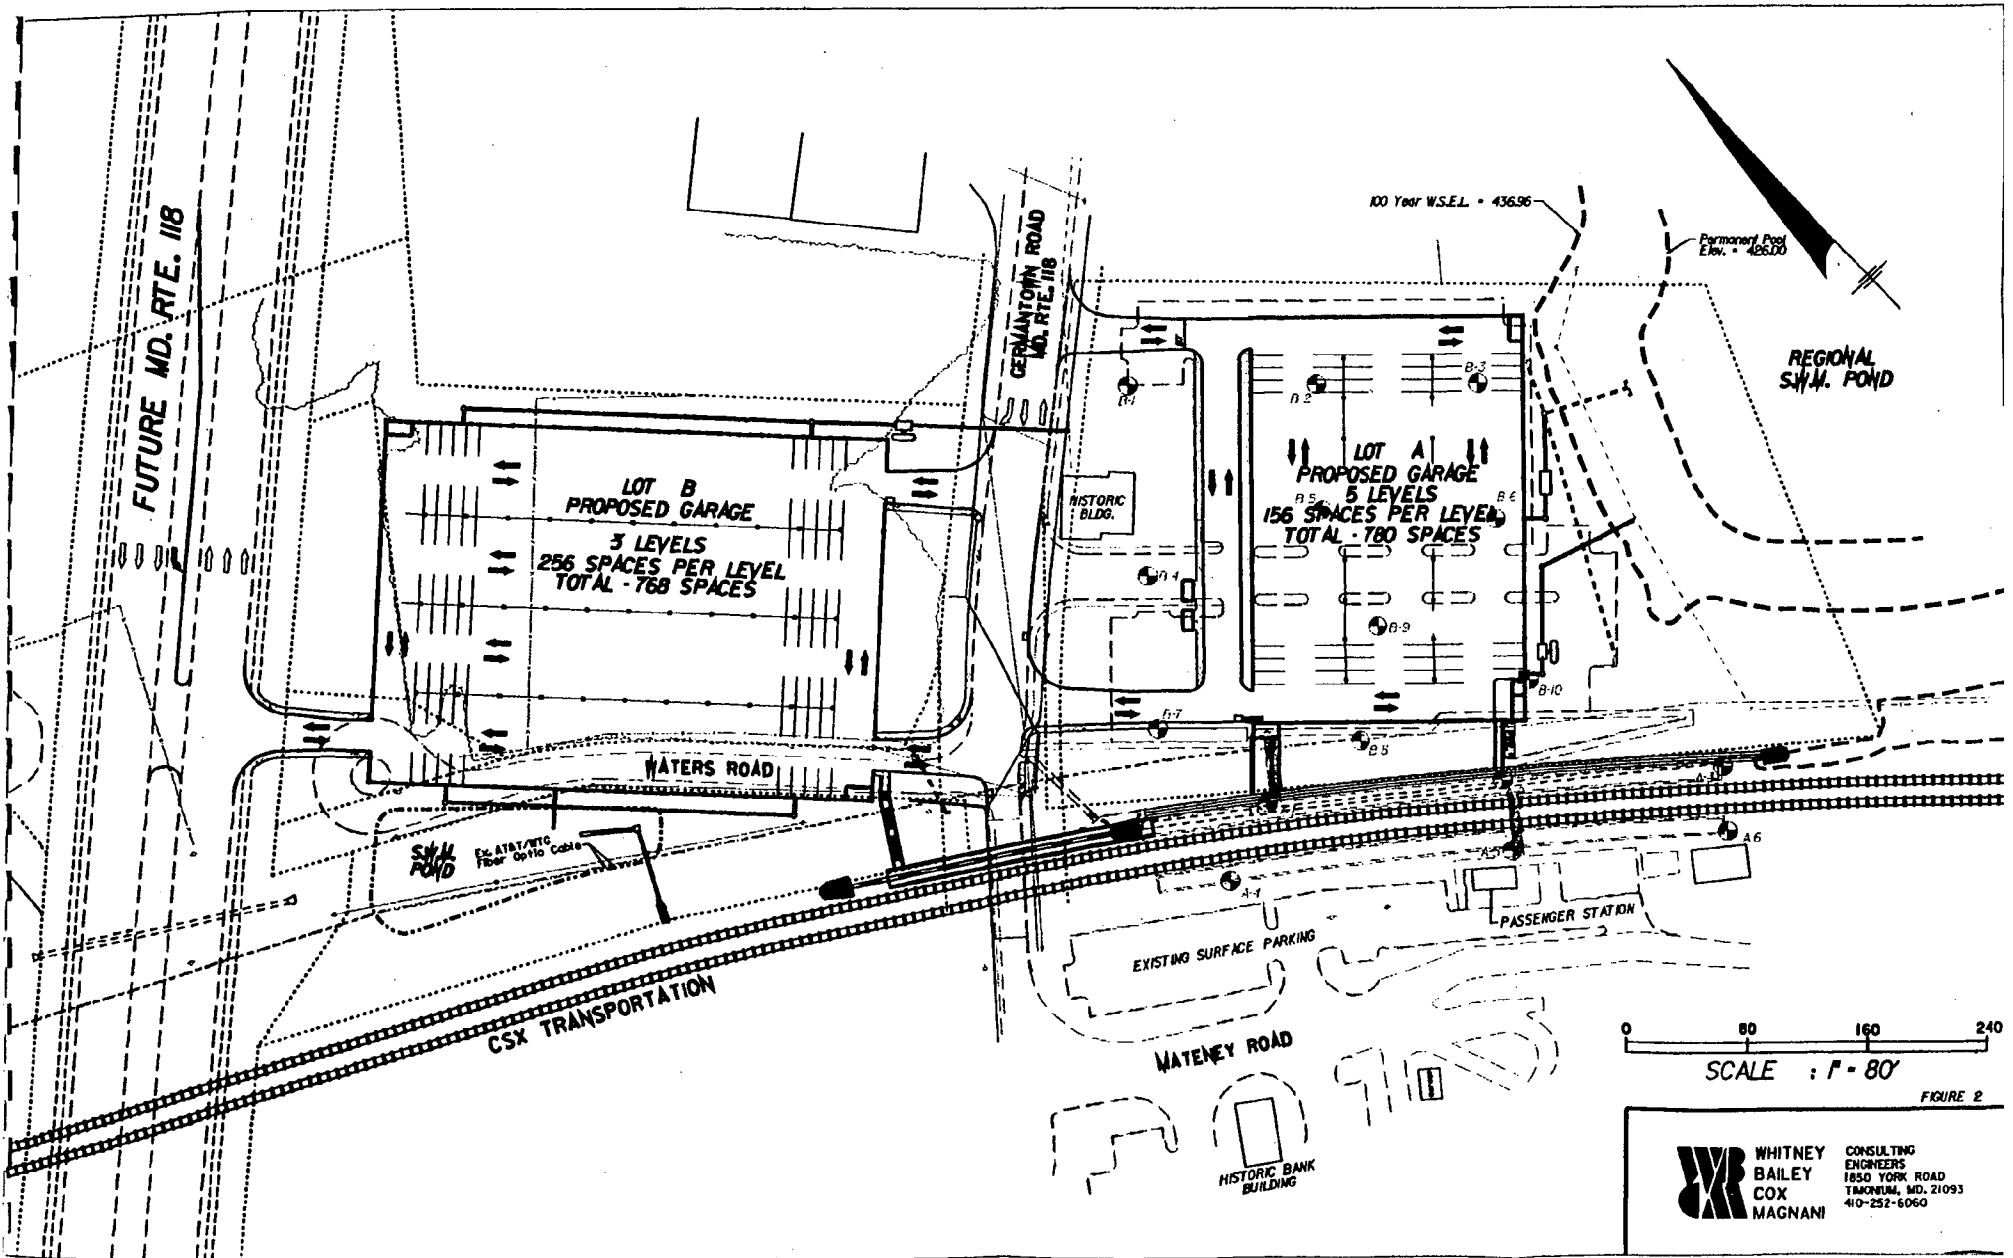 FUTURE MD. RTE. 118
GERMANTOWN ROAD
MD. RTE. 118
100 Year W.S.E.L. = 436.96
Permanent Pool
Elev. = 426.00
REGIONAL
S.W.M. POND
LOT B
PROPOSED GARAGE
3 LEVELS
256 SPACES PER LEVEL
TOTAL - 768 SPACES
HISTORIC
BLDG.
LOT A
PROPOSED GARAGE
5 LEVELS
156 SPACES PER LEVEL
TOTAL - 780 SPACES
B-1
B-2
B-3
B-4
B-5
B-6
B-9
B-10
B-7
B-8
WATERS ROAD
S.W.M.
POND
Ex. AT&T/WTG
Fiber Optic Cable
A-4
A-5
A-6
PASSENGER STATION
EXISTING SURFACE PARKING
CSX TRANSPORTATION
MATENEY ROAD
HISTORIC BANK
BUILDING
0 80 160 240
SCALE : 1" = 80'
FIGURE 2
WHITNEY
BAILEY
COX
MAGNANI
CONSULTING
ENGINEERS
1850 YORK ROAD
TIMONIUM, MD. 21093
410-252-6060